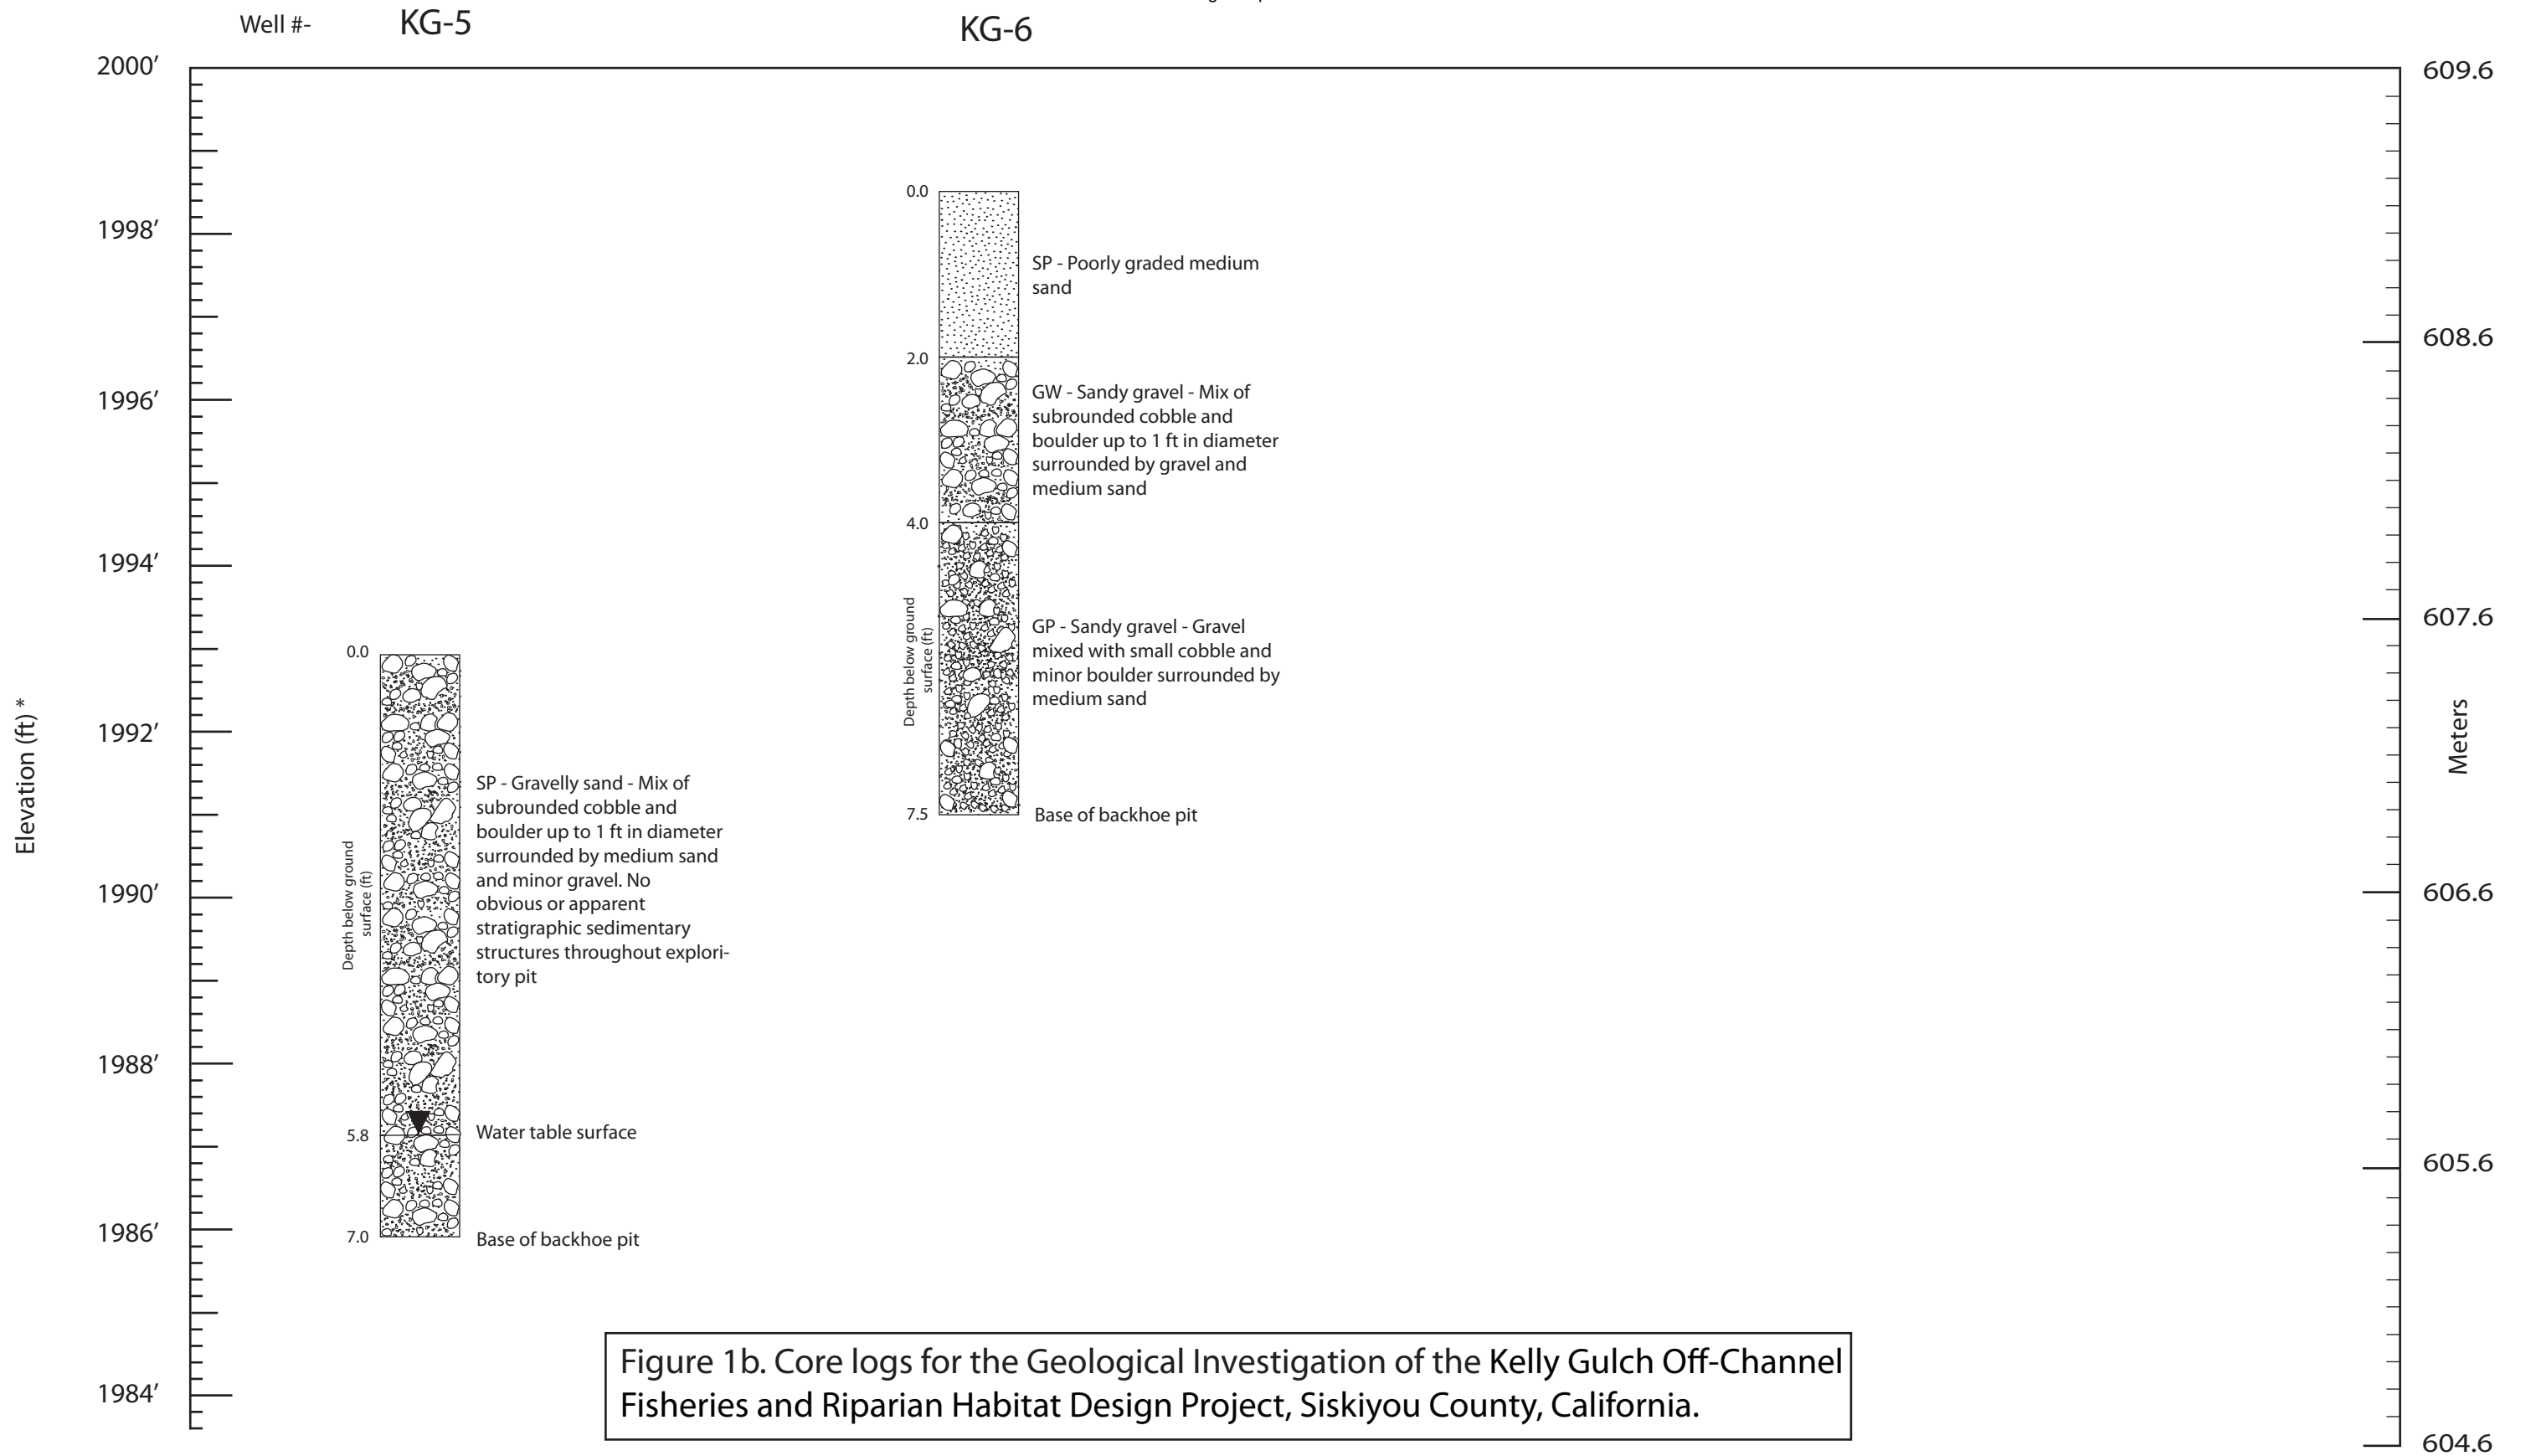 Well #-
KG-5
KG-6
2000’
1998’
1996’
1994’
1992’
1990’
1988’
1986’
1984’
Elevation (ft) *
0.0
5.8
7.0
Depth below ground
surface (ft)
SP - Gravelly sand - Mix of
subrounded cobble and
boulder up to 1 ft in diameter
surrounded by medium sand
and minor gravel. No
obvious or apparent
stratigraphic sedimentary
structures throughout explori-
tory pit
Water table surface
Base of backhoe pit
0.0
2.0
4.0
7.5
Depth below ground
surface (ft)
SP - Poorly graded medium
sand
GW - Sandy gravel - Mix of
subrounded cobble and
boulder up to 1 ft in diameter
surrounded by gravel and
medium sand
GP - Sandy gravel - Gravel
mixed with small cobble and
minor boulder surrounded by
medium sand
Base of backhoe pit
609.6
608.6
607.6
606.6
605.6
604.6
Meters
Figure 1b. Core logs for the Geological Investigation of the Kelly Gulch Off-Channel
Fisheries and Riparian Habitat Design Project, Siskiyou County, California.